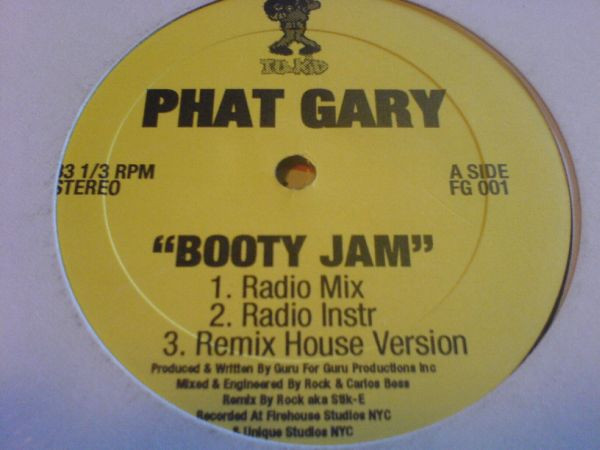 PHAT GARY
33 1/3 RPM
STEREO
A SIDE
FG 001
"BOOTY JAM"
1. Radio Mix
2. Radio Instr
3. Remix House Version
Produced & Written By Guru For Guru Productions Inc
Mixed & Engineered By Rock & Carlos Bess
Remix By Rock aka Stik-E
Recorded At Firehouse Studios NYC
& Unique Studios NYC